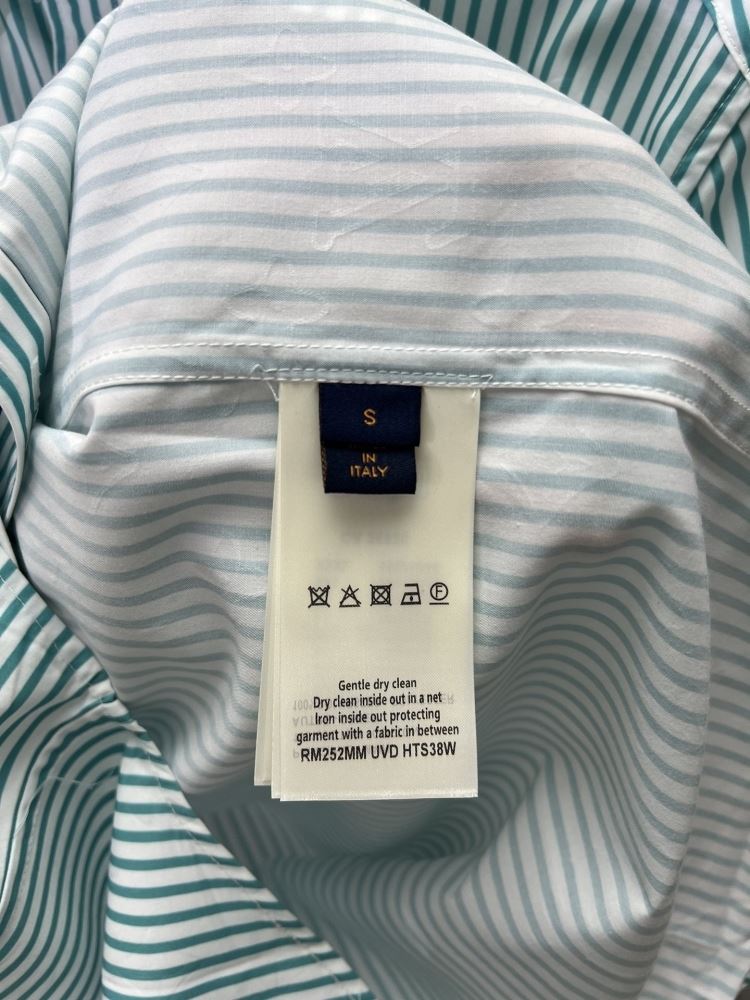 S
IN
ITALY
Gentle dry clean
Dry clean inside out in a net
Iron inside out protecting
garment with a fabric in between
RM252MM UVD HTS38W